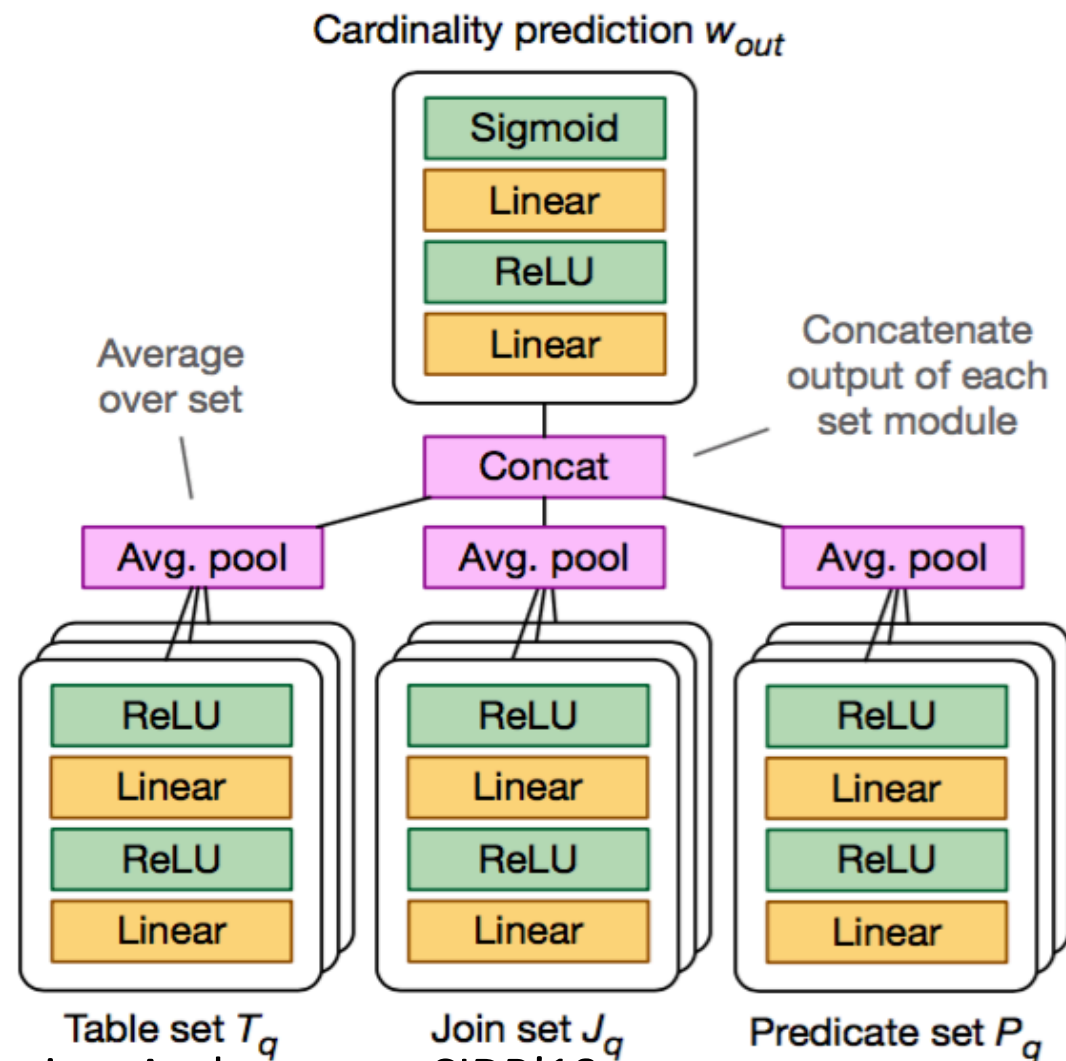 Cardinality prediction w_out
Sigmoid
Linear
ReLU
Linear
Average
over set
Concatenate
output of each
set module
Concat
Avg. pool
Avg. pool
Avg. pool
ReLU
Linear
ReLU
Linear
ReLU
Linear
ReLU
Linear
ReLU
Linear
ReLU
Linear
Table set T_q
Join set J_q
Predicate set P_q